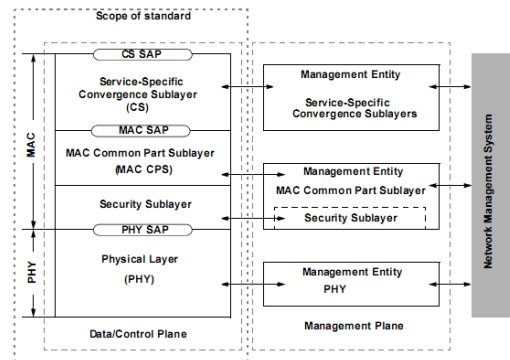 Scope of standard
CS SAP
Service-Specific
Convergence Sublayer
(CS)
MAC SAP
MAC Common Part Sublayer
(MAC CPS)
Security Sublayer
PHY SAP
Physical Layer
(PHY)
Data/Control Plane
MAC
PHY
Management Entity
Service-Specific
Convergence Sublayers
Management Entity
MAC Common Part Sublayer
Security Sublayer
Management Entity
PHY
Management Plane
Network Management System